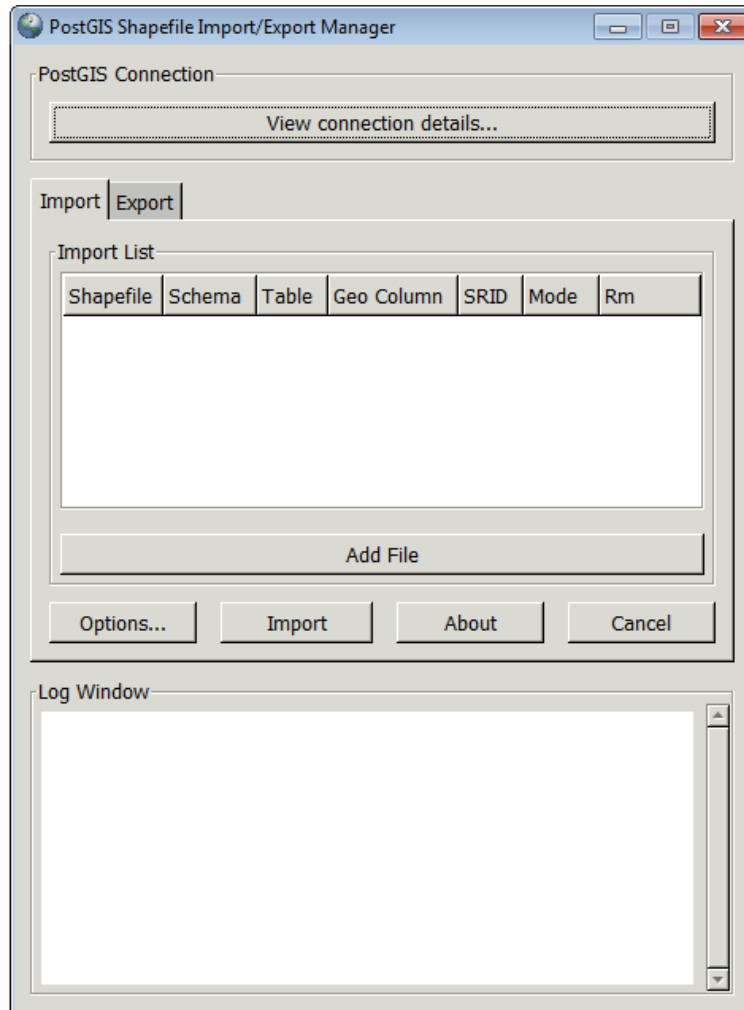 PostGIS Shapefile Import/Export Manager
PostGIS Connection
View connection details...
Import Export
Import List
Shapefile Schema Table Geo Column SRID Mode Rm
Add File
Options... Import About Cancel
Log Window